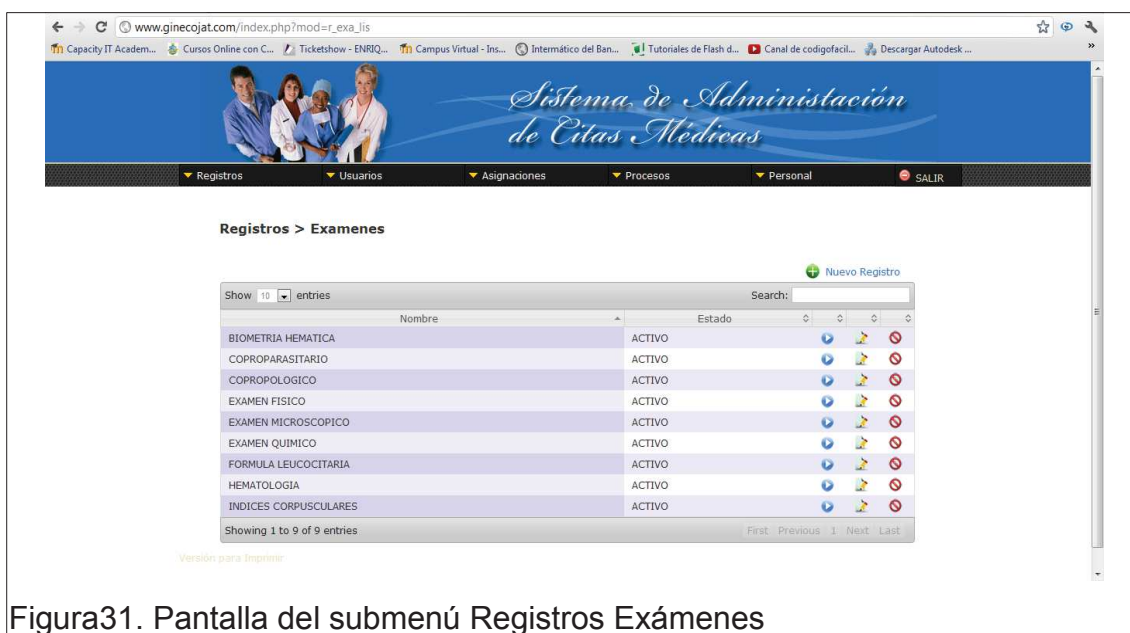 www.ginecojat.com/index.php?mod=r_exa_lis
Capacity IT Academ... Cursos Online con C... Ticketshow - ENRIQ... Campus Virtual - Ins... Intermático del Ban... Tutoriales de Flash d... Canal de codigofacil... Descargar Autodesk ... »
Sistema de Administación
de Citas Médicas
Registros Usuarios Asignaciones Procesos Personal SALIR
Registros > Examenes
Nuevo Registro
Show 10 entries Search:
Nombre Estado
BIOMETRIA HEMATICA ACTIVO
COPROPARASITARIO ACTIVO
COPROPOLOGICO ACTIVO
EXAMEN FISICO ACTIVO
EXAMEN MICROSCOPICO ACTIVO
EXAMEN QUIMICO ACTIVO
FORMULA LEUCOCITARIA ACTIVO
HEMATOLOGIA ACTIVO
INDICES CORPUSCULARES ACTIVO
Showing 1 to 9 of 9 entries First Previous 1 Next Last
Versión para Imprimir
Figura31. Pantalla del submenú Registros Exámenes